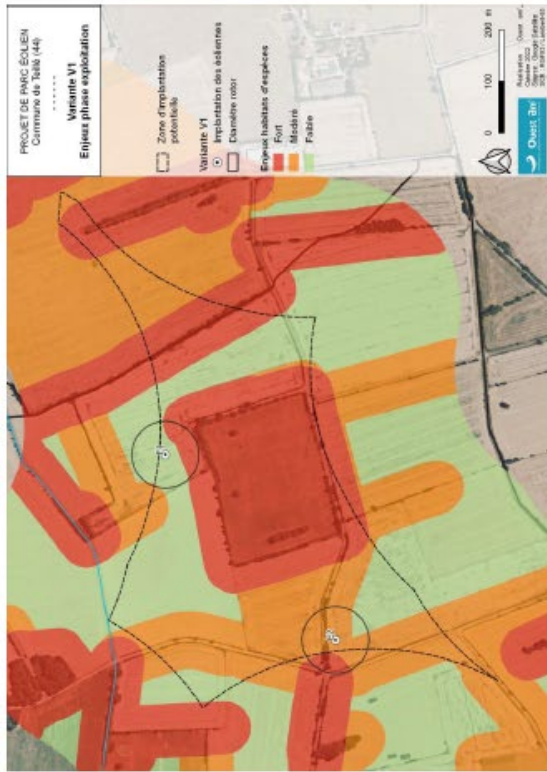 PROJET DE PARC ÉOLIEN
Commune de Teillé (44)
Variante V1
Enjeux phase exploitation
Zone d'implantation
potentielle
Variante V1
Implantation des éoliennes
Diamètre rotor
Enjeux habitats d'espèces
Fort
Modéré
Faible
0 100 200 m
Ouest am'